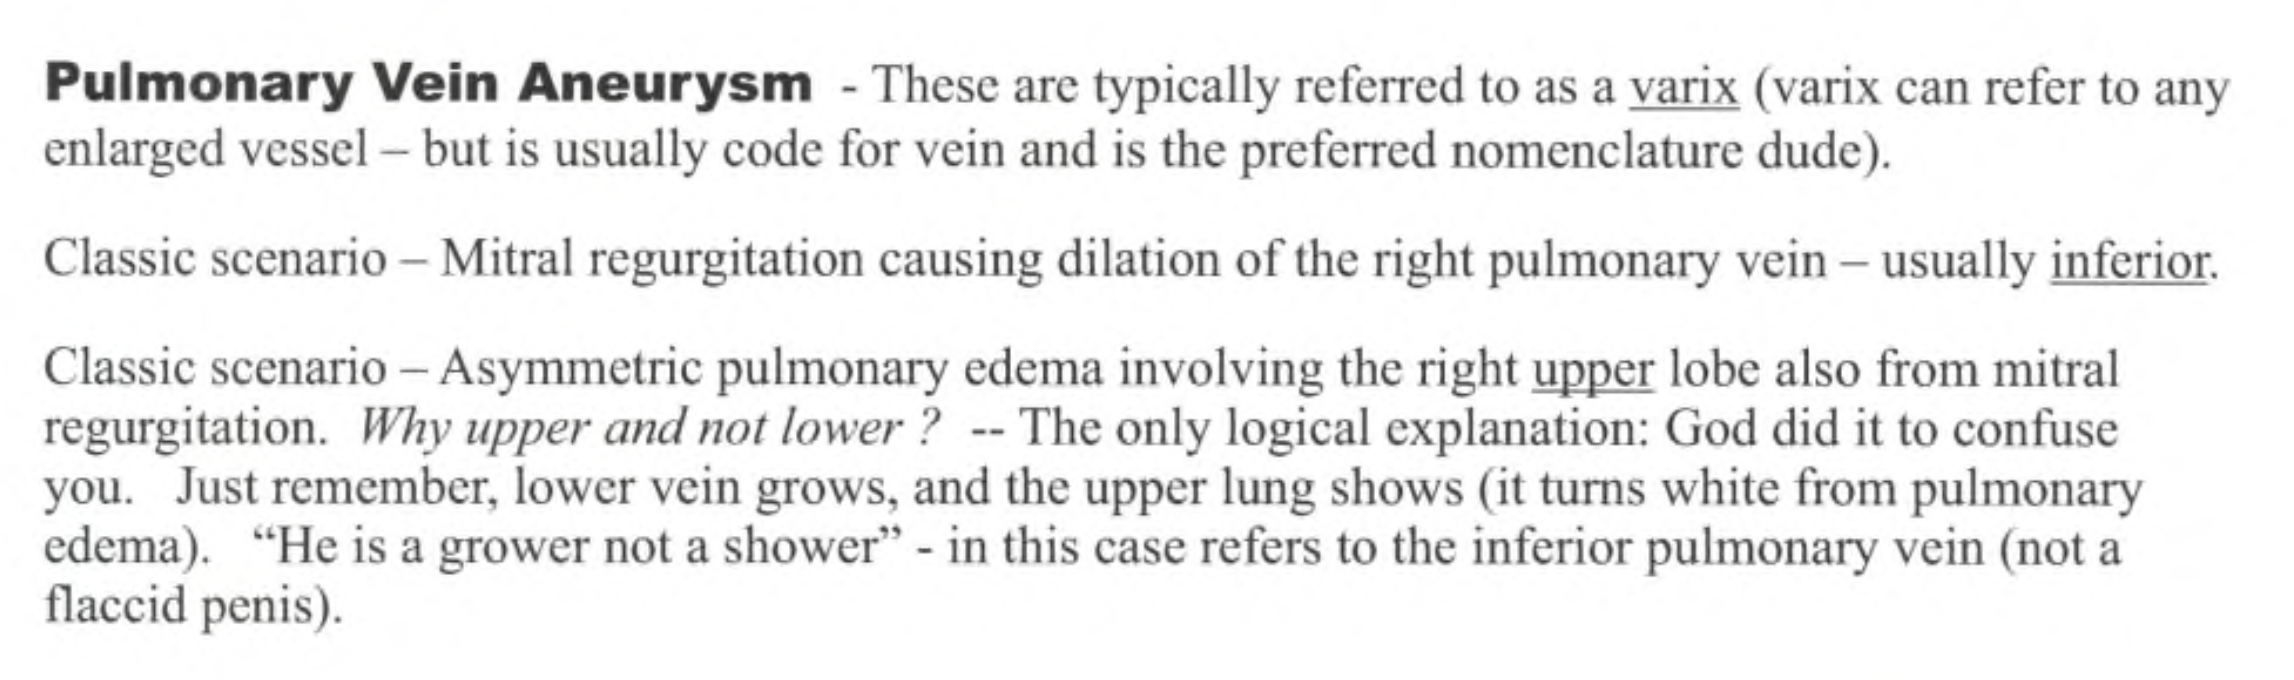 Pulmonary Vein Aneurysm - These are typically referred to as a varix (varix can refer to any
enlarged vessel – but is usually code for vein and is the preferred nomenclature dude).
Classic scenario – Mitral regurgitation causing dilation of the right pulmonary vein – usually inferior.
Classic scenario – Asymmetric pulmonary edema involving the right upper lobe also from mitral
regurgitation. Why upper and not lower ? -- The only logical explanation: God did it to confuse
you. Just remember, lower vein grows, and the upper lung shows (it turns white from pulmonary
edema). “He is a grower not a shower” - in this case refers to the inferior pulmonary vein (not a
flaccid penis).